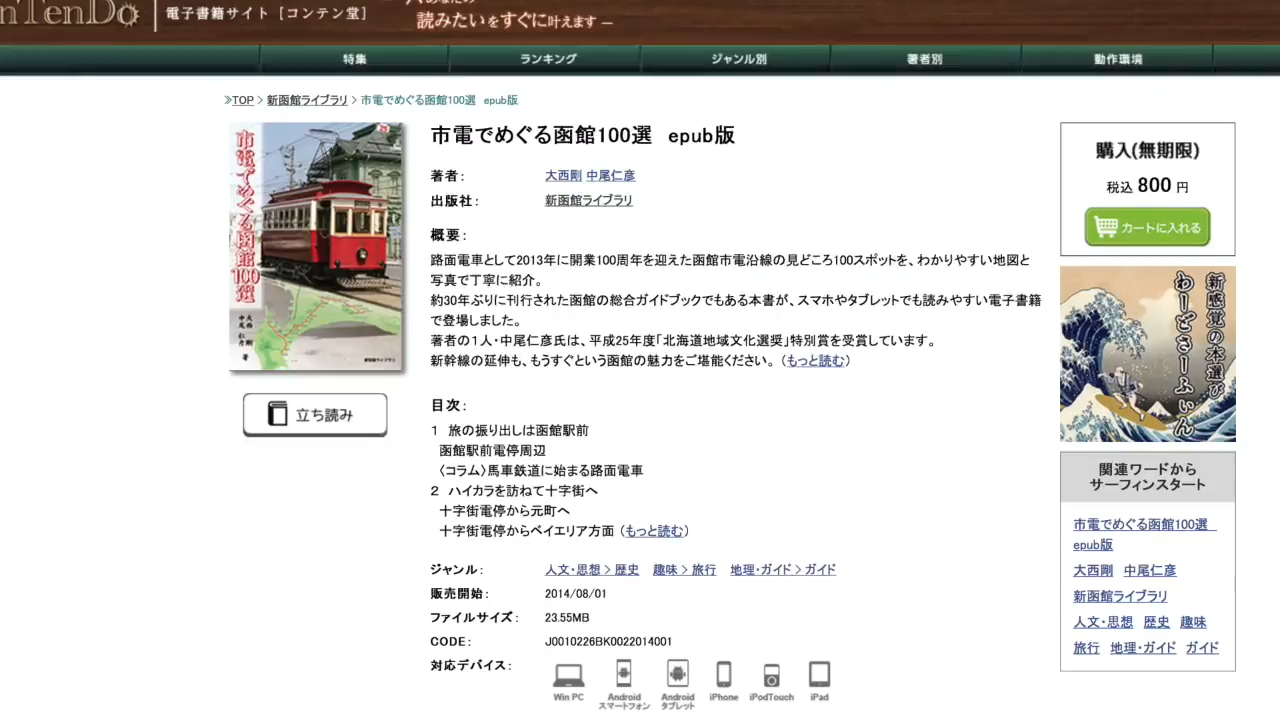 電子書籍サイト［コンテン堂］
読みたいをすぐに叶えます
特集 ランキング ジャンル別 著者別 動作環境
≫TOP > 新函館ライブラリ > 市電でめぐる函館100選 epub版
市電でめぐる函館100選
大西 剛
中尾 仁彦 著
新函館ライブラリ
立ち読み
市電でめぐる函館100選 epub版
著者： 大西剛 中尾仁彦
出版社： 新函館ライブラリ
概要：
路面電車として2013年に開業100周年を迎えた函館市電沿線の見どころ100スポットを、わかりやすい地図と
写真で丁寧に紹介。
約30年ぶりに刊行された函館の総合ガイドブックでもある本書が、スマホやタブレットでも読みやすい電子書籍
で登場しました。
著者の１人・中尾仁彦氏は、平成25年度「北海道地域文化選奨」特別賞を受賞しています。
新幹線の延伸も、もうすぐという函館の魅力をご堪能ください。（もっと読む）
目次：
１ 旅の振り出しは函館駅前
函館駅前電停周辺
〈コラム〉馬車鉄道に始まる路面電車
２ ハイカラを訪ねて十字街へ
十字街電停から元町へ
十字街電停からベイエリア方面（もっと読む）
ジャンル： 人文・思想 > 歴史 趣味 > 旅行 地理・ガイド > ガイド
販売開始： 2014/08/01
ファイルサイズ： 23.55MB
CODE： J0010226BK0022014001
対応デバイス：
Win PC
Android
スマートフォン
Android
タブレット
iPhone
iPodTouch
iPad
購入(無期限)
税込 800 円
カートに入れる
新感覚の本選び
わーどさーふぃん
関連ワードから
サーフィンスタート
市電でめぐる函館100選
epub版
大西剛 中尾仁彦
新函館ライブラリ
人文・思想 歴史 趣味
旅行 地理・ガイド ガイド